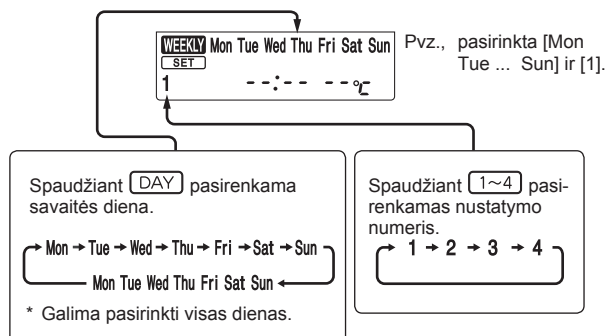 WEEKLY Mon Tue Wed Thu Fri Sat Sun
SET
1 --:-- --°C
Pvz., pasirinkta [Mon
Tue ... Sun] ir [1].
Spaudžiant DAY pasirenkama
savaitės diena.
Mon → Tue → Wed → Thu → Fri → Sat → Sun
Mon Tue Wed Thu Fri Sat Sun
* Galima pasirinkti visas dienas.
Spaudžiant 1~4 pasi-
renkamas nustatymo
numeris.
1 → 2 → 3 → 4